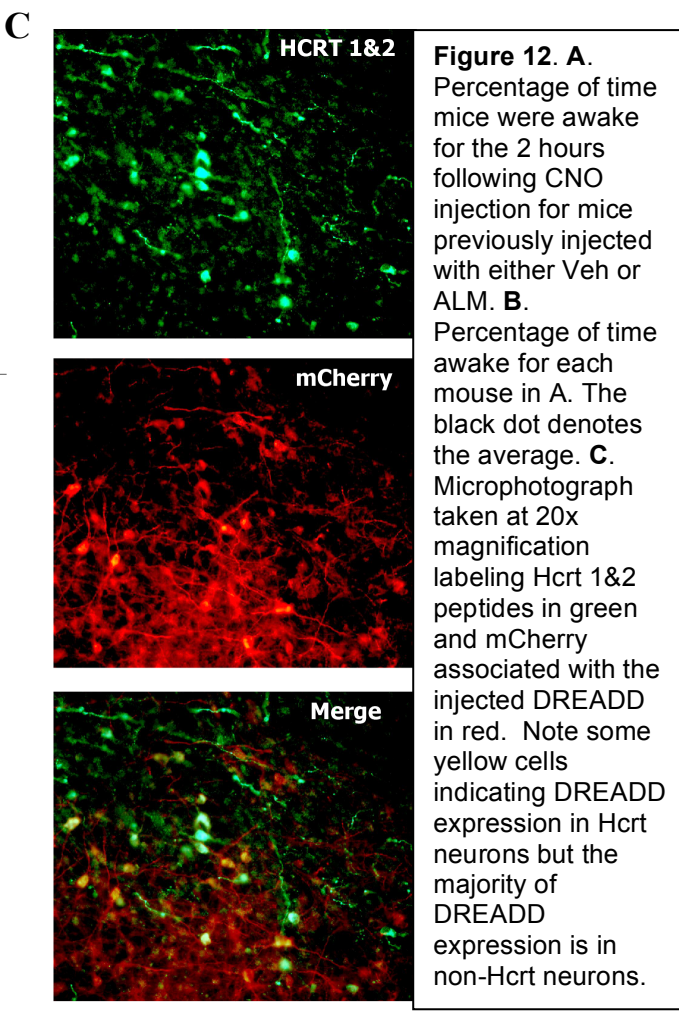 C
HCRT 1&2
mCherry
Merge
Figure 12. A.
Percentage of time
mice were awake
for the 2 hours
following CNO
injection for mice
previously injected
with either Veh or
ALM. B.
Percentage of time
awake for each
mouse in A. The
black dot denotes
the average. C.
Microphotograph
taken at 20x
magnification
labeling Hcrt 1&2
peptides in green
and mCherry
associated with the
injected DREADD
in red.  Note some
yellow cells
indicating DREADD
expression in Hcrt
neurons but the
majority of
DREADD
expression is in
non-Hcrt neurons.